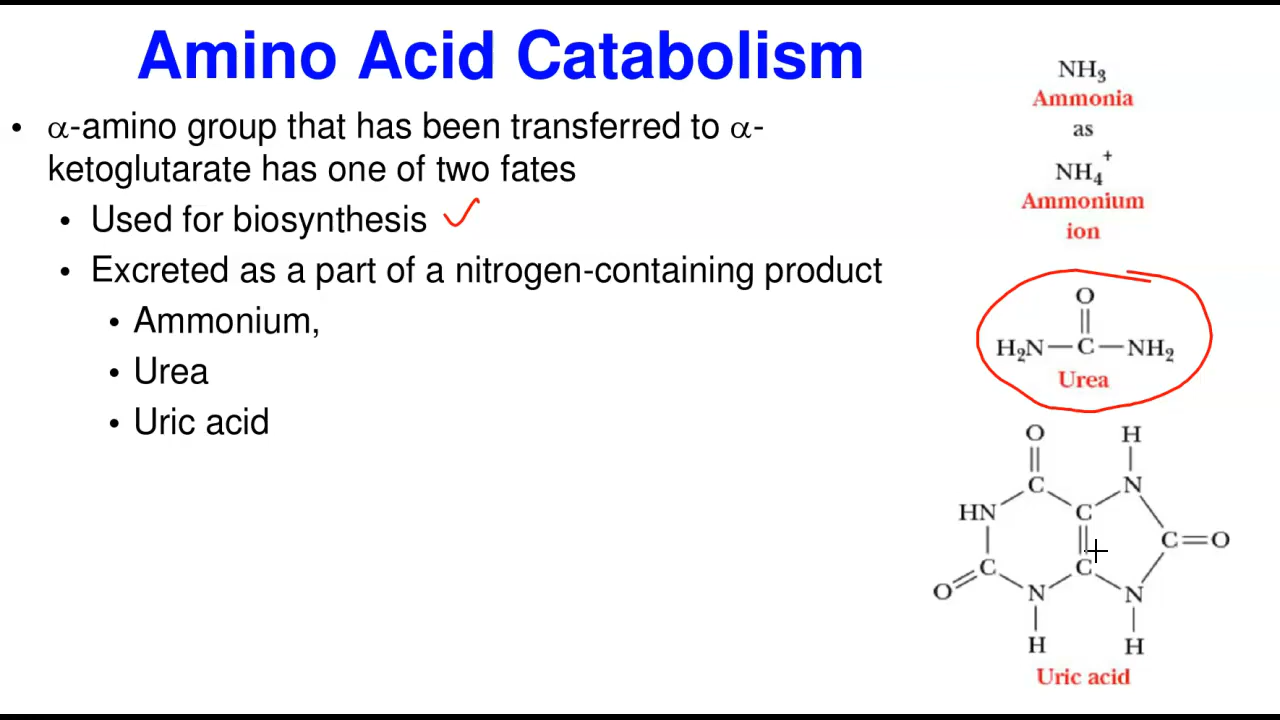 Amino Acid Catabolism
• α-amino group that has been transferred to α-
ketoglutarate has one of two fates
• Used for biosynthesis
• Excreted as a part of a nitrogen-containing product
• Ammonium,
• Urea
• Uric acid
NH₃
Ammonia
as
NH₄⁺
Ammonium
ion
O
H₂N—C—NH₂
Urea
O H
C N
HN C
C=O
C C
O N N
H H
Uric acid